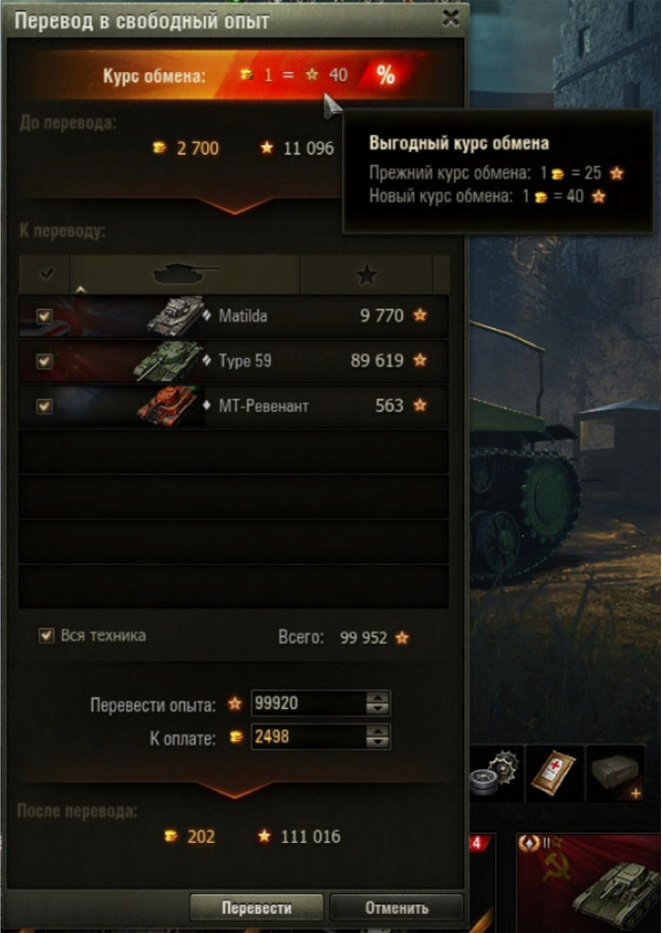 Перевод в свободный опыт
Курс обмена: 1 = 40 %
До перевода:
2 700 11 096
Выгодный курс обмена
Прежний курс обмена: 1 = 25
Новый курс обмена: 1 = 40
К переводу:
Matilda 9 770
Type 59 89 619
МТ-Ревенант 563
Вся техника Всего: 99 952
Перевести опыта: 99920
К оплате: 2498
После перевода:
202 111 016
4 II
Перевести Отменить